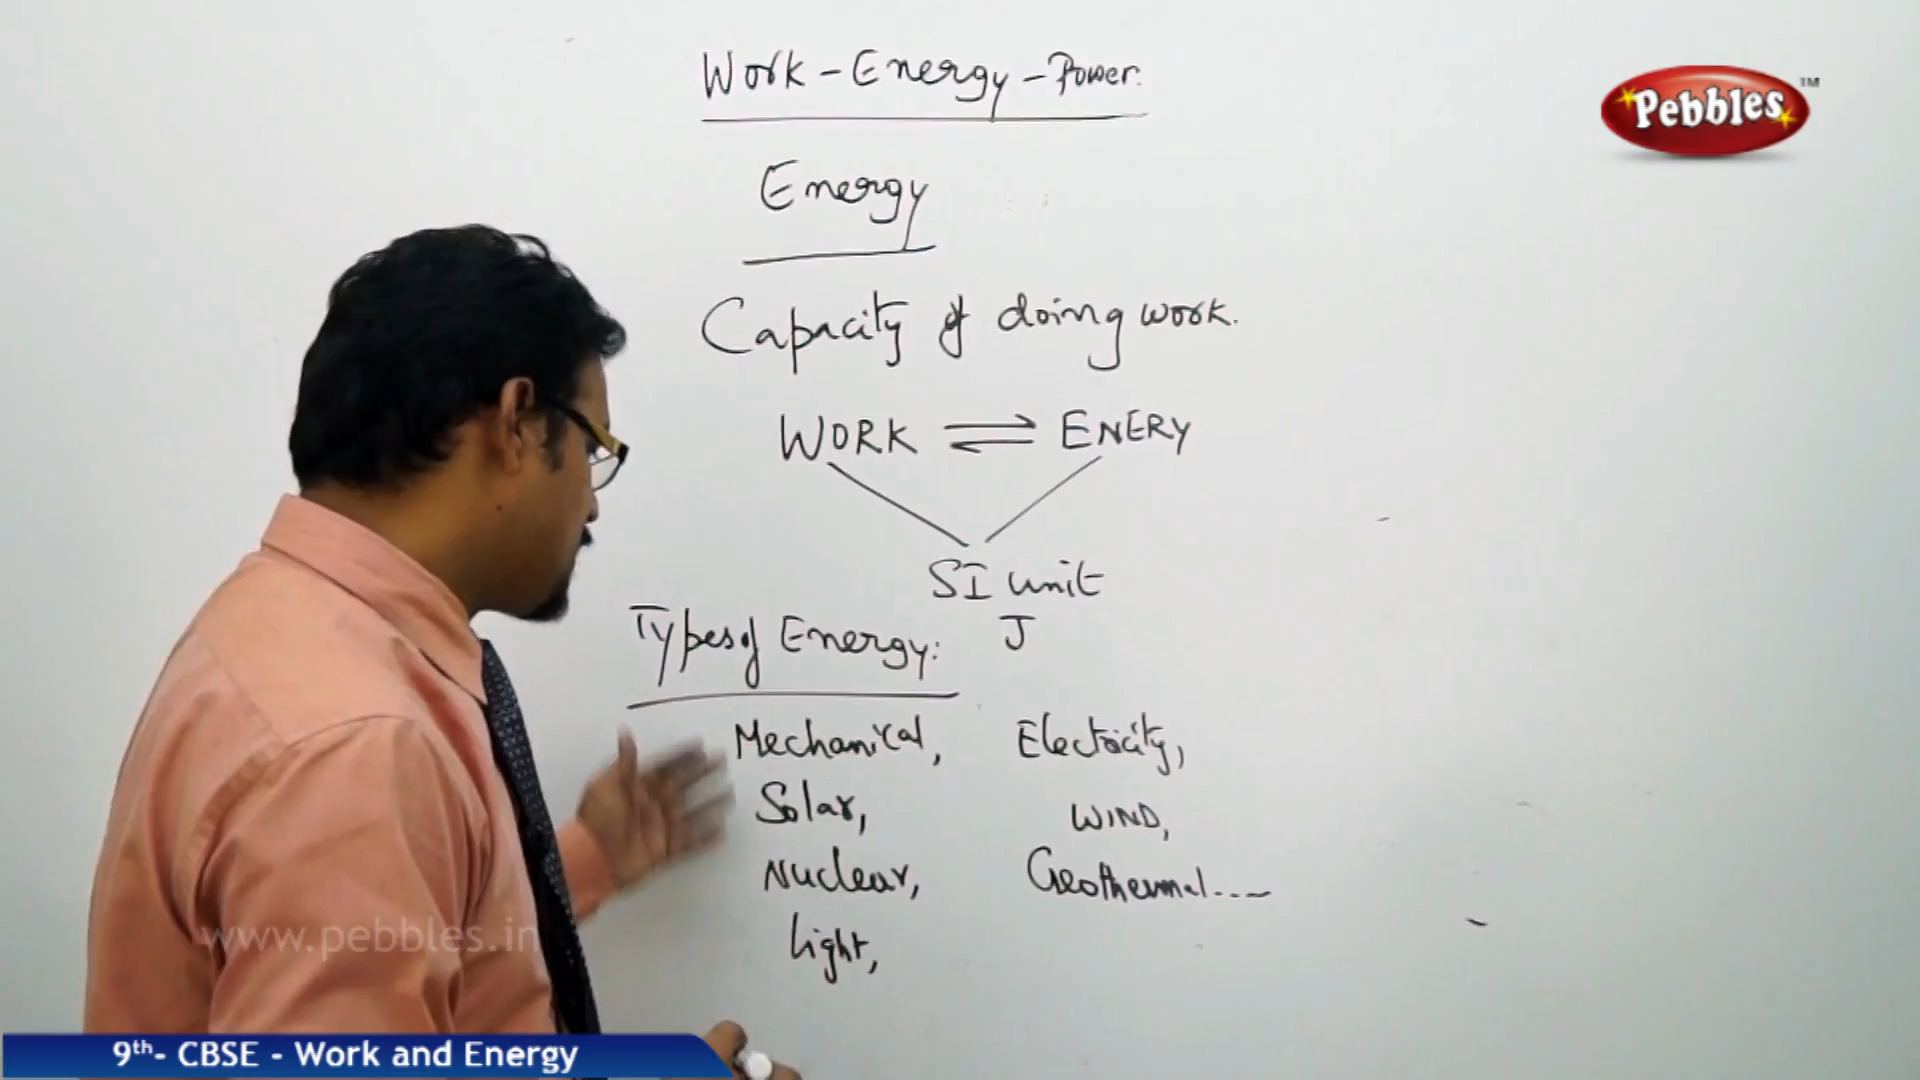 Work - Energy - Power.
Pebbles™
Energy
Capacity of doing work.
WORK ⇌ ENERY
SI unit
J
Types of Energy:
Mechanical, Electricity,
Solar, WIND,
Nuclear, Geothermal....
Light,
www.pebbles.in
9th- CBSE - Work and Energy